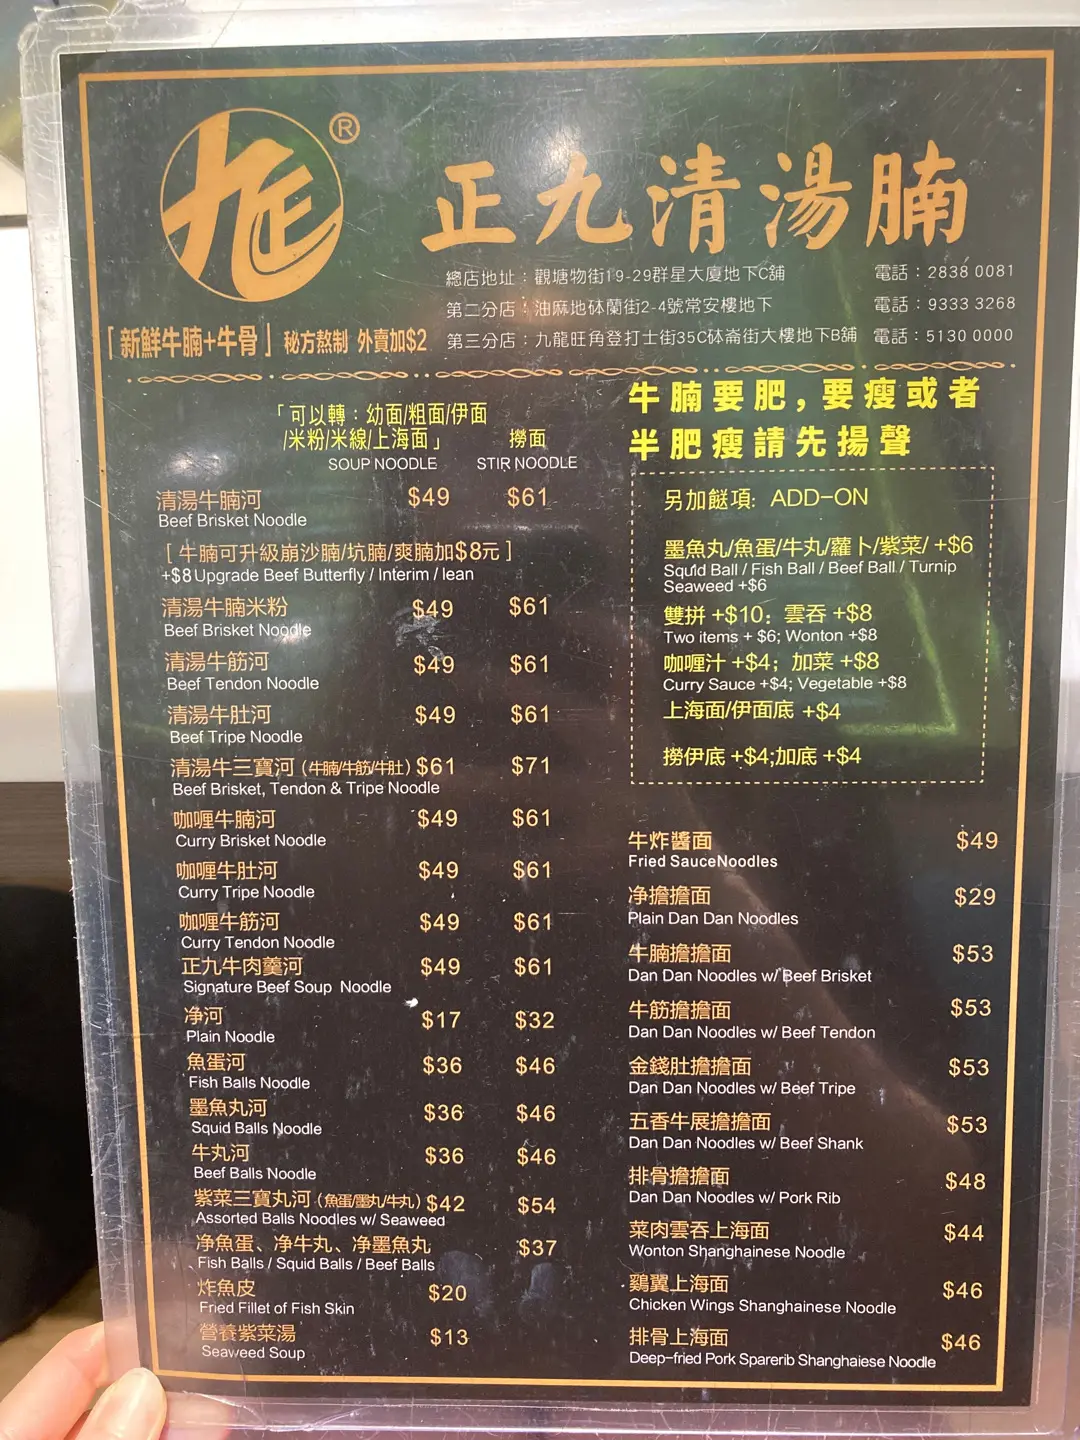 ®
正九清湯腩
總店地址：觀塘物街19-29群星大廈地下C舖 電話：2838 0081
第二分店：油麻地砵蘭街2-4號常安樓地下 電話：9333 3268
第三分店：九龍旺角登打士街35C砵崙街大樓地下B舖 電話：5130 0000
「新鮮牛腩+牛骨」秘方熬制 外賣加$2
「可以轉：幼面/粗面/伊面
/米粉/米線/上海面」 撈面
SOUP NOODLE STIR NOODLE
清湯牛腩河 $49 $61
Beef Brisket Noodle
[ 牛腩可升級崩沙腩/坑腩/爽腩加$8元 ]
+$8 Upgrade Beef Butterfly / Interim / lean
清湯牛腩米粉 $49 $61
Beef Brisket Noodle
清湯牛筋河 $49 $61
Beef Tendon Noodle
清湯牛肚河 $49 $61
Beef Tripe Noodle
清湯牛三寶河（牛腩/牛筋/牛肚）$61 $71
Beef Brisket, Tendon & Tripe Noodle
咖喱牛腩河 $49 $61
Curry Brisket Noodle
咖喱牛肚河 $49 $61
Curry Tripe Noodle
咖喱牛筋河 $49 $61
Curry Tendon Noodle
正九牛肉羹河 $49 $61
Signature Beef Soup Noodle
净河 $17 $32
Plain Noodle
魚蛋河 $36 $46
Fish Balls Noodle
墨魚丸河 $36 $46
Squid Balls Noodle
牛丸河 $36 $46
Beef Balls Noodle
紫菜三寶丸河（魚蛋/墨丸/牛丸）$42 $54
Assorted Balls Noodles w/ Seaweed
净魚蛋、净牛丸、净墨魚丸 $37
Fish Balls / Squid Balls / Beef Balls
炸魚皮 $20
Fried Fillet of Fish Skin
營養紫菜湯 $13
Seaweed Soup
牛腩要肥，要瘦或者
半肥瘦請先揚聲
另加餸項: ADD-ON
墨魚丸/魚蛋/牛丸/蘿卜/紫菜/ +$6
Squid Ball / Fish Ball / Beef Ball / Turnip
Seaweed +$6
雙拼 +$10：雲吞 +$8
Two items + $6; Wonton +$8
咖喱汁 +$4；加菜 +$8
Curry Sauce +$4; Vegetable +$8
上海面/伊面底 +$4
撈伊底 +$4;加底 +$4
牛炸醬面 $49
Fried SauceNoodles
净擔擔面 $29
Plain Dan Dan Noodles
牛腩擔擔面 $53
Dan Dan Noodles w/ Beef Brisket
牛筋擔擔面 $53
Dan Dan Noodles w/ Beef Tendon
金錢肚擔擔面 $53
Dan Dan Noodles w/ Beef Tripe
五香牛展擔擔面 $53
Dan Dan Noodles w/ Beef Shank
排骨擔擔面 $48
Dan Dan Noodles w/ Pork Rib
菜肉雲吞上海面 $44
Wonton Shanghainese Noodle
鷄翼上海面 $46
Chicken Wings Shanghainese Noodle
排骨上海面 $46
Deep-fried Pork Sparerib Shanghaiese Noodle